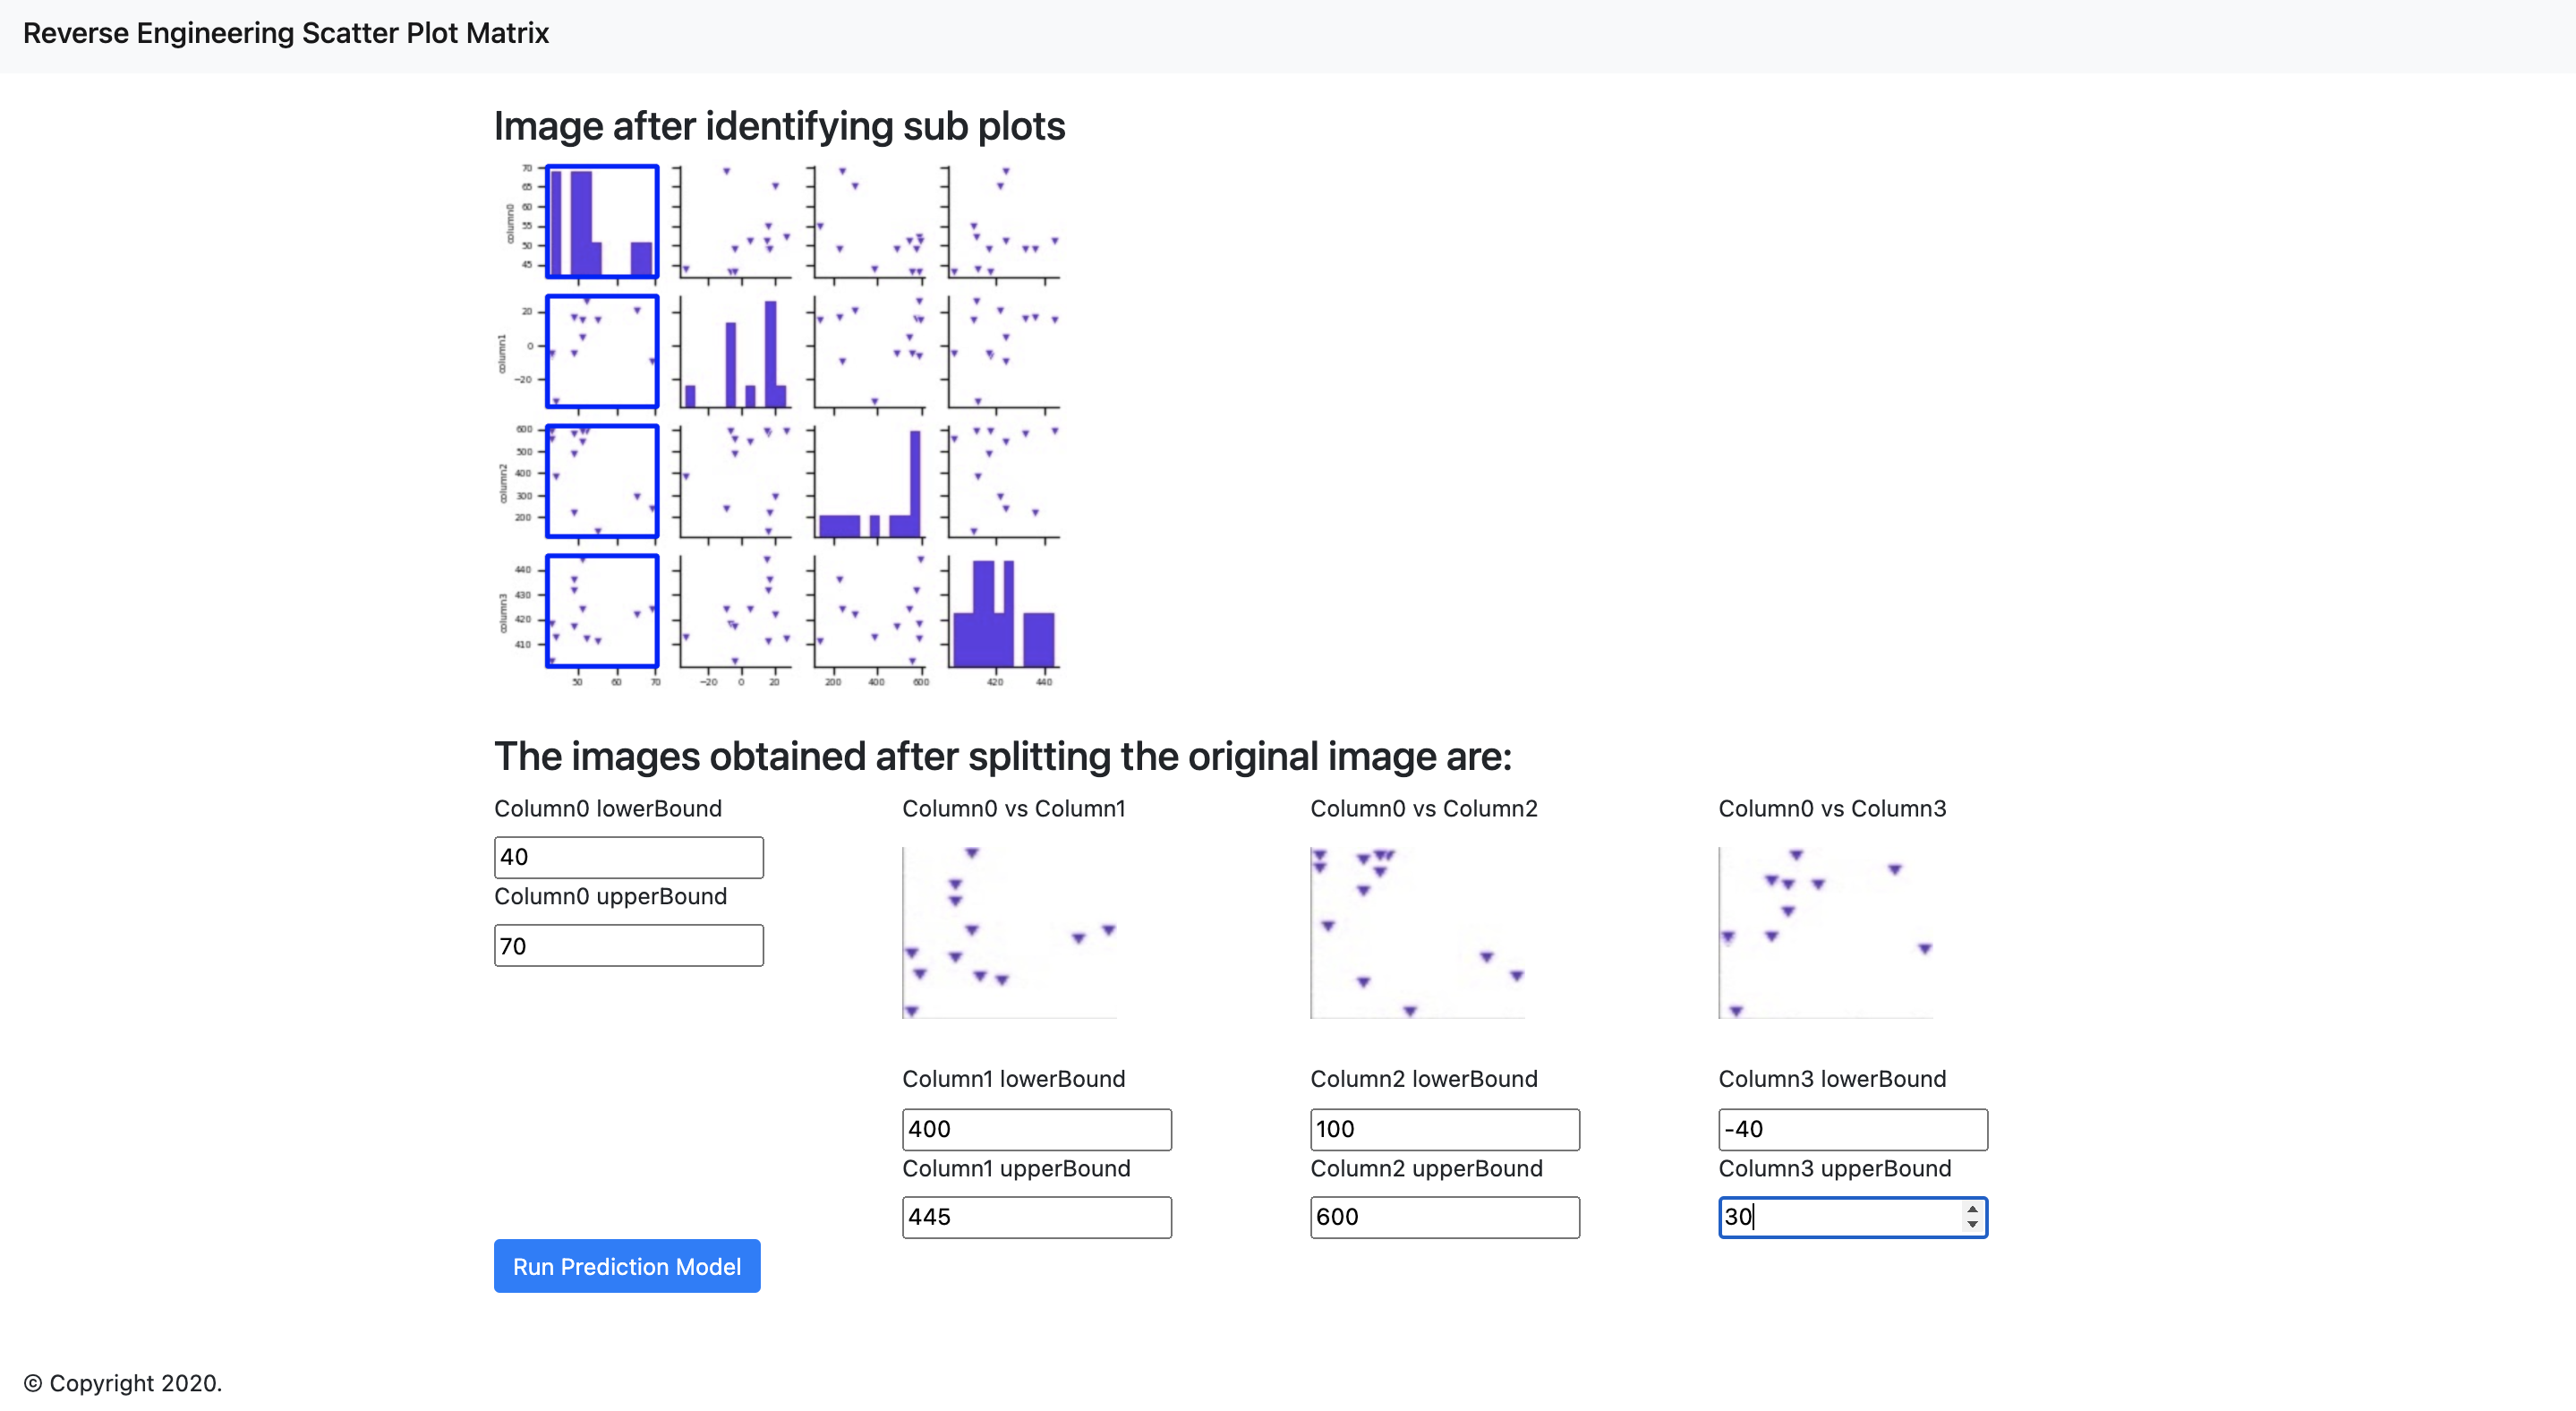 Reverse Engineering Scatter Plot Matrix
Image after identifying sub plots
70
65
60
55
50
45
column0
20
0
−20
column1
600
500
400
300
200
column2
440
430
420
410
column3
50 60 70 −20 0 20 200 400 600 420 440
The images obtained after splitting the original image are:
Column0 lowerBound Column0 vs Column1 Column0 vs Column2 Column0 vs Column3
40
Column0 upperBound
70
Column1 lowerBound Column2 lowerBound Column3 lowerBound
400 100 -40
Column1 upperBound Column2 upperBound Column3 upperBound
445 600 30
Run Prediction Model
© Copyright 2020.